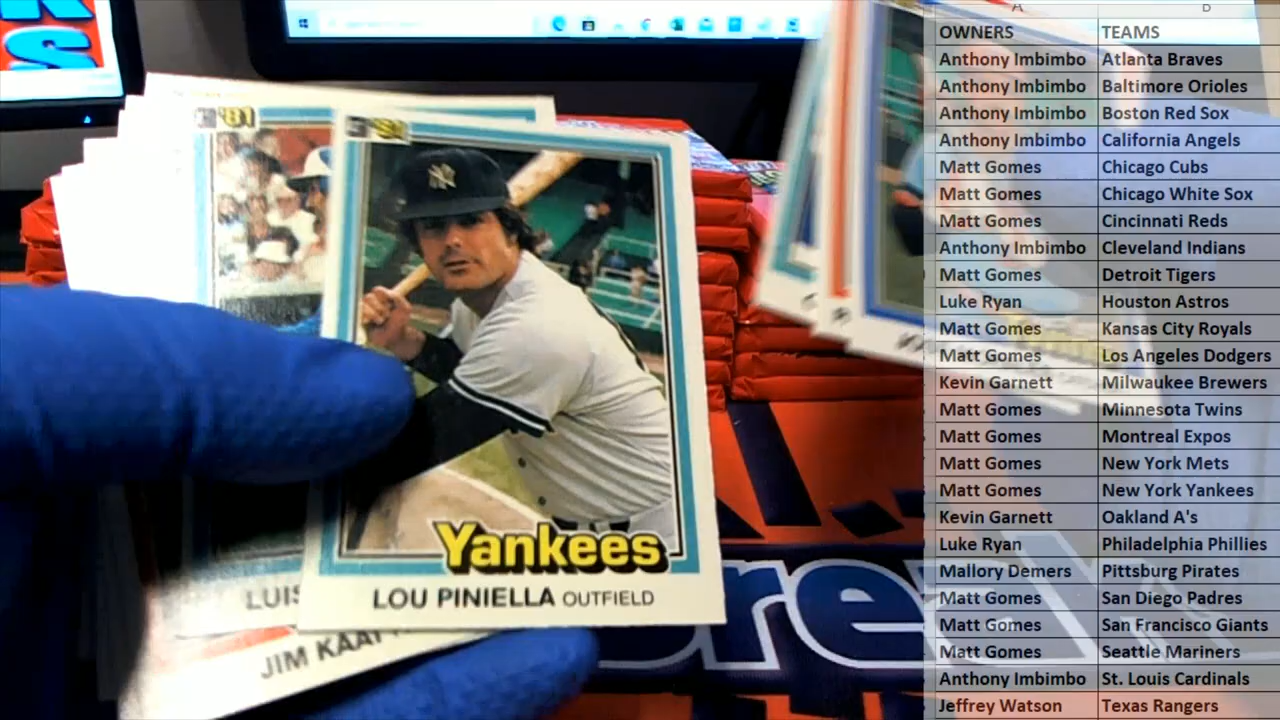 '81
'81
NY
Yankees
LOU PINIELLA OUTFIELD
LUIS
JIM KAAT
OWNERS TEAMS
Anthony Imbimbo Atlanta Braves
Anthony Imbimbo Baltimore Orioles
Anthony Imbimbo Boston Red Sox
Anthony Imbimbo California Angels
Matt Gomes Chicago Cubs
Matt Gomes Chicago White Sox
Matt Gomes Cincinnati Reds
Anthony Imbimbo Cleveland Indians
Matt Gomes Detroit Tigers
Luke Ryan Houston Astros
Matt Gomes Kansas City Royals
Matt Gomes Los Angeles Dodgers
Kevin Garnett Milwaukee Brewers
Matt Gomes Minnesota Twins
Matt Gomes Montreal Expos
Matt Gomes New York Mets
Matt Gomes New York Yankees
Kevin Garnett Oakland A's
Luke Ryan Philadelphia Phillies
Mallory Demers Pittsburg Pirates
Matt Gomes San Diego Padres
Matt Gomes San Francisco Giants
Matt Gomes Seattle Mariners
Anthony Imbimbo St. Louis Cardinals
Jeffrey Watson Texas Rangers